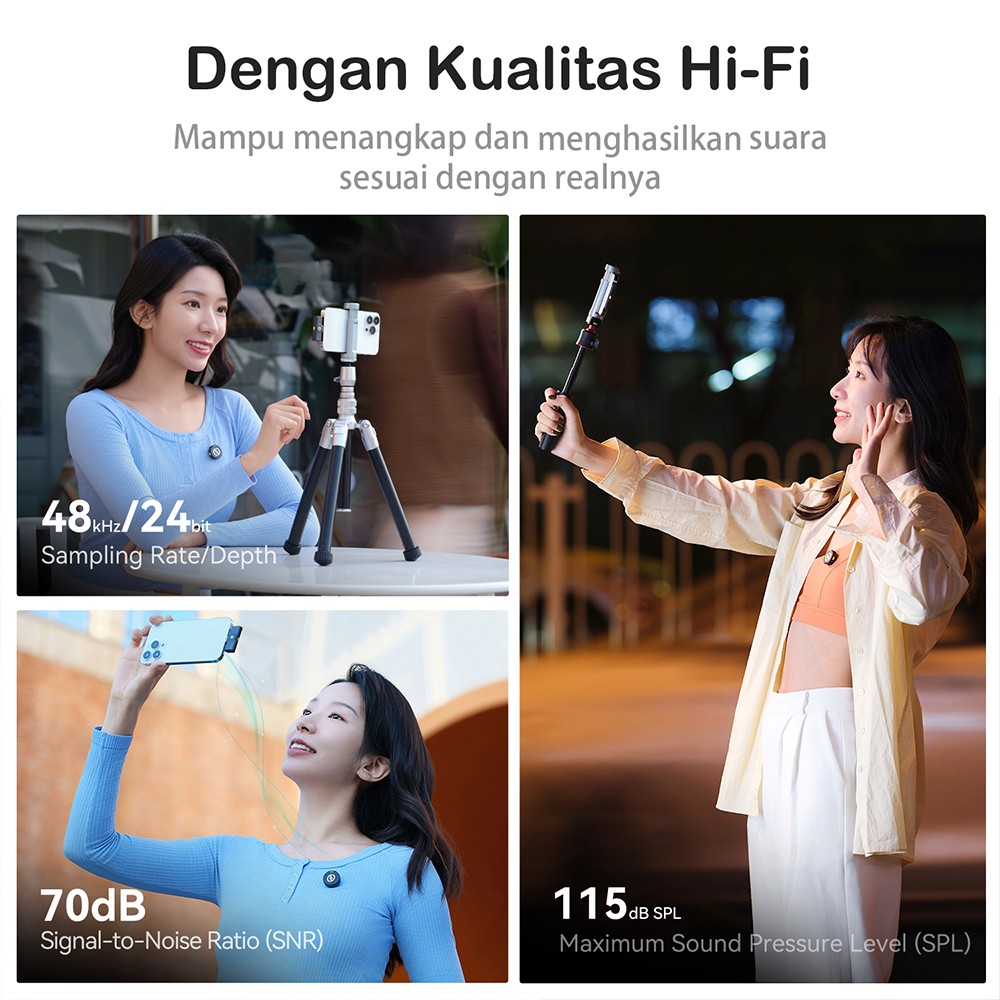 Dengan Kualitas Hi-Fi
Mampu menangkap dan menghasilkan suara
sesuai dengan realnya
48kHz/24bit
Sampling Rate/Depth
70dB
Signal-to-Noise Ratio (SNR)
115dB SPL
Maximum Sound Pressure Level (SPL)